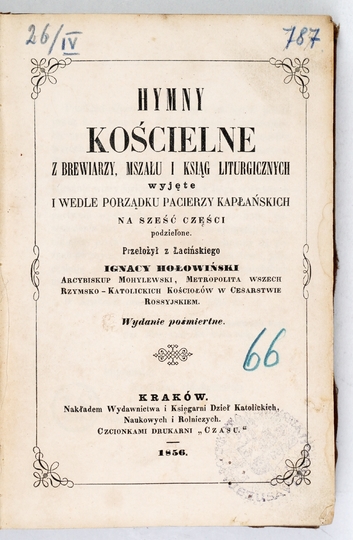 26/IV
787
HYMNY
KOŚCIELNE
Z BREWIARZY, MSZAŁU I KSIĄG LITURGICZNYCH
wyjęte
I WEDLE PORZĄDKU PACIERZY KAPŁAŃSKICH
NA SZEŚĆ CZĘŚCI
podzielone.
Przełożył z Łacińskiego
IGNACY HOŁOWIŃSKI
ARCYBISKUP MOHYLEWSKI, METROPOLITA WSZECH
RZYMSKO-KATOLICKICH KOŚCIOŁÓW W CESARSTWIE
ROSSYJSKIEM.
Wydanie pośmiertne.
66
KRAKÓW.
Nakładem Wydawnictwa i Księgarni Dzieł Katolickich,
Naukowych i Rolniczych.
CZCIONKAMI DRUKARNI „CZASU.“
1856.